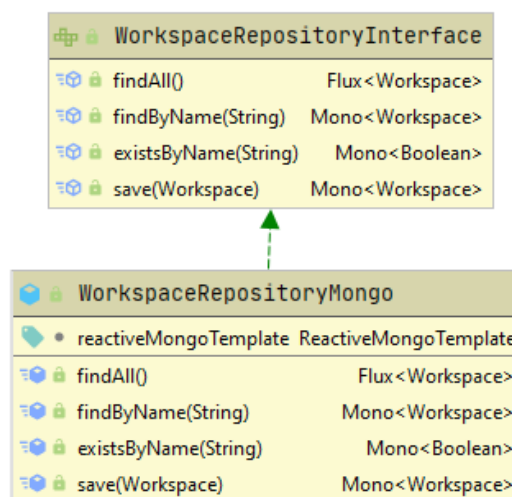 WorkspaceRepositoryInterface
findAll() Flux<Workspace>
findByName(String) Mono<Workspace>
existsByName(String) Mono<Boolean>
save(Workspace) Mono<Workspace>
WorkspaceRepositoryMongo
reactiveMongoTemplate ReactiveMongoTemplate
findAll() Flux<Workspace>
findByName(String) Mono<Workspace>
existsByName(String) Mono<Boolean>
save(Workspace) Mono<Workspace>